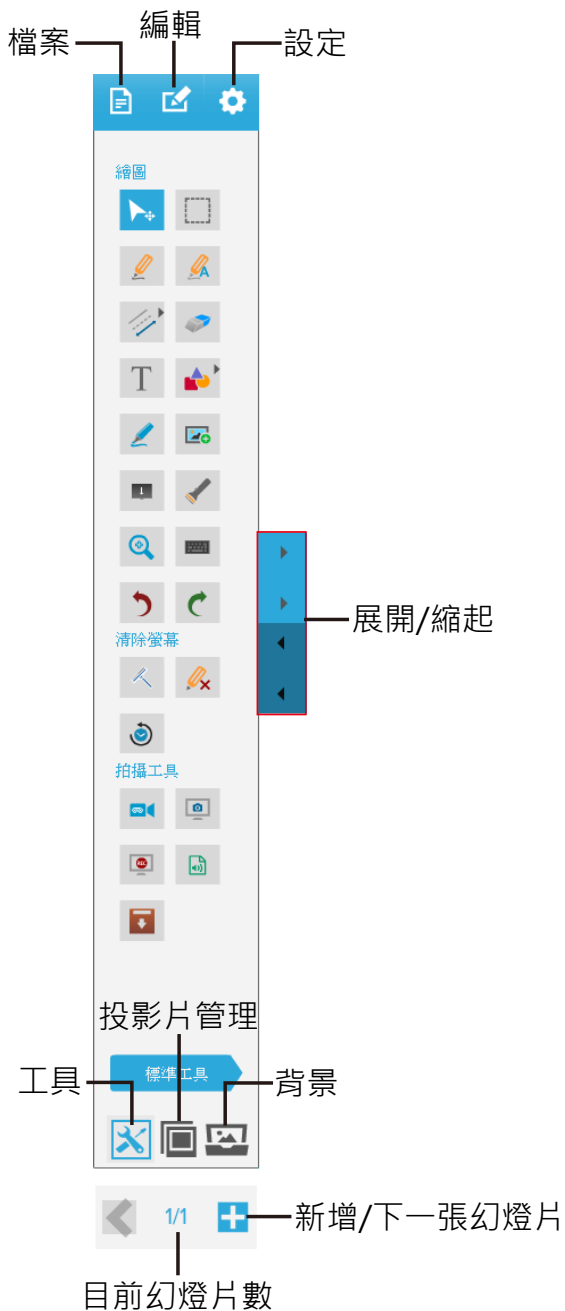 編輯
檔案
設定
繪圖
A
T
展開/縮起
清除螢幕
拍攝工具
REC
投影片管理
標準工具
工具
背景
1/1
新增/下一張幻燈片
目前幻燈片數